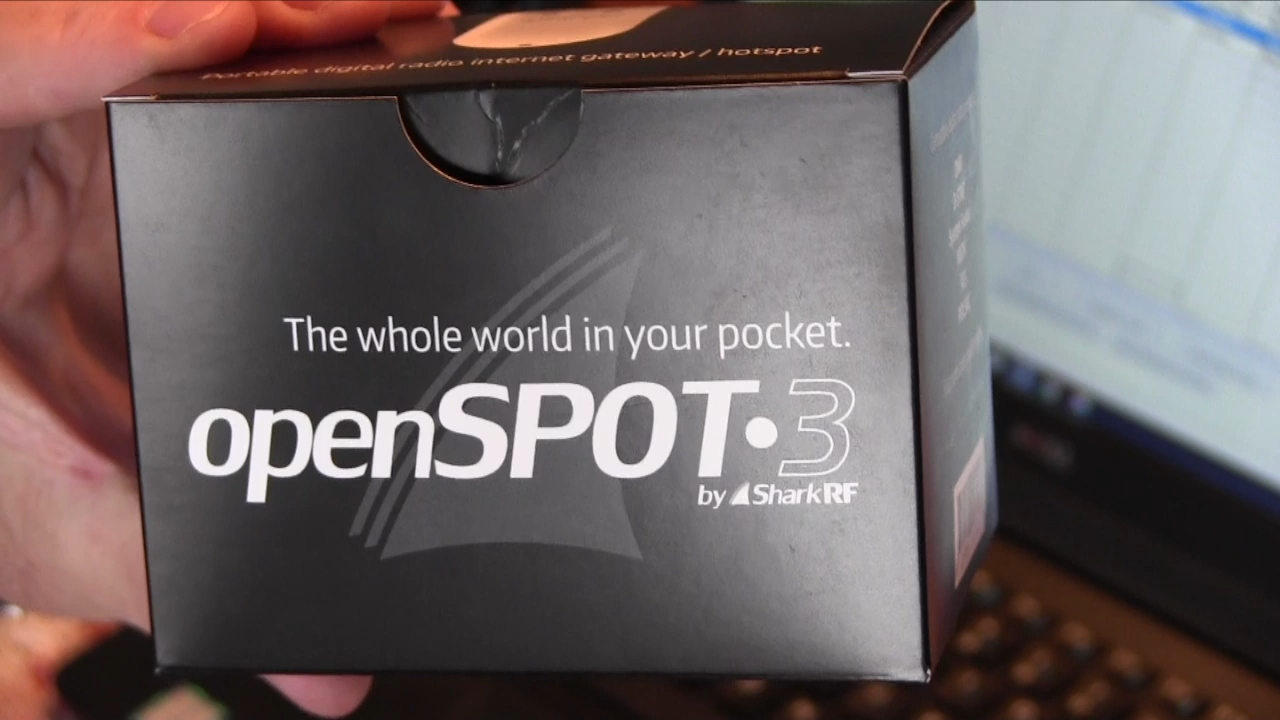 Portable digital radio internet gateway / hotspot
The whole world in your pocket.
openSPOT•3
by SharkRF